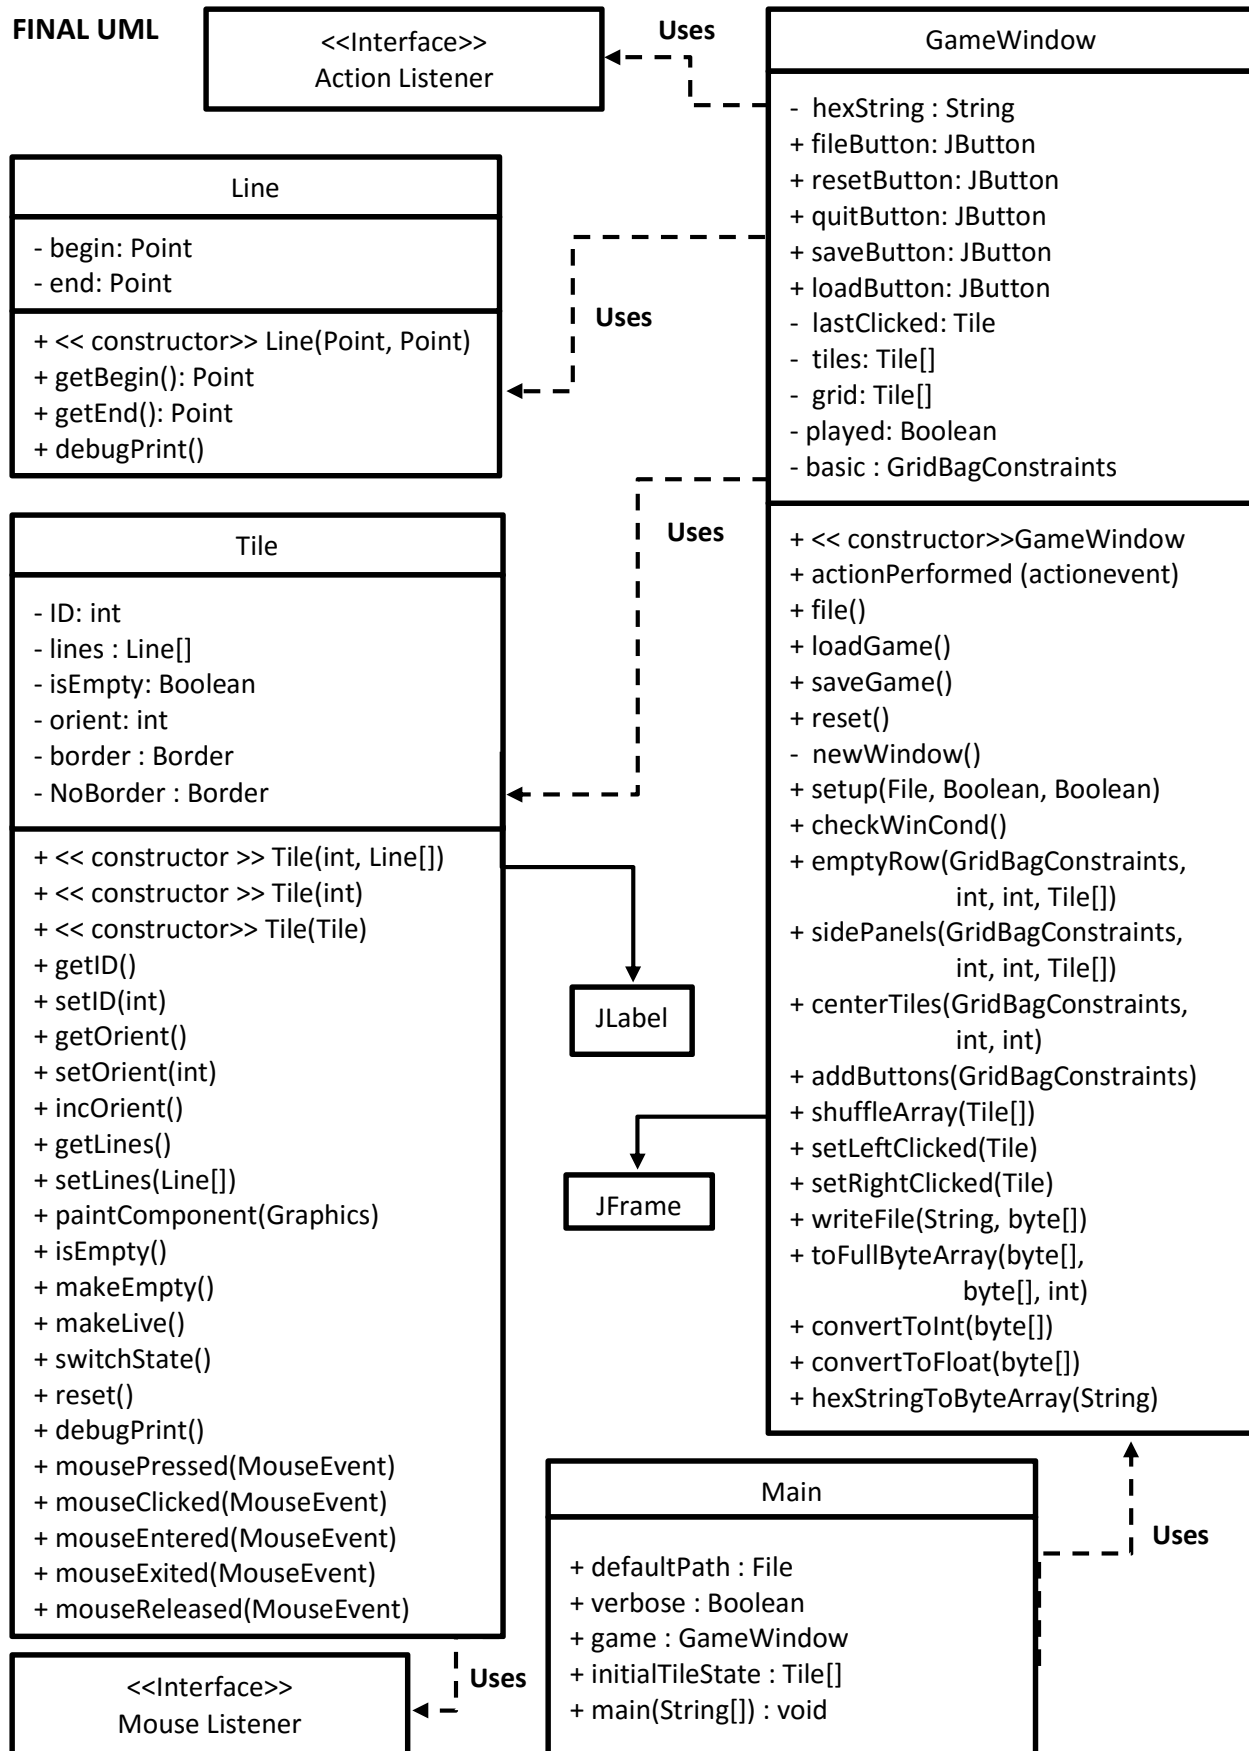 FINAL UML
<<Interface>>
Action Listener
Uses
Line
- begin: Point
- end: Point
+ << constructor>> Line(Point, Point)
+ getBegin(): Point
+ getEnd(): Point
+ debugPrint()
Uses
GameWindow
- hexString : String
+ fileButton: JButton
+ resetButton: JButton
+ quitButton: JButton
+ saveButton: JButton
+ loadButton: JButton
- lastClicked: Tile
- tiles: Tile[]
- grid: Tile[]
- played: Boolean
- basic : GridBagConstraints
+ << constructor>>GameWindow
+ actionPerformed (actionevent)
+ file()
+ loadGame()
+ saveGame()
+ reset()
- newWindow()
+ setup(File, Boolean, Boolean)
+ checkWinCond()
+ emptyRow(GridBagConstraints,
int, int, Tile[])
+ sidePanels(GridBagConstraints,
int, int, Tile[])
+ centerTiles(GridBagConstraints,
int, int)
+ addButtons(GridBagConstraints)
+ shuffleArray(Tile[])
+ setLeftClicked(Tile)
+ setRightClicked(Tile)
+ writeFile(String, byte[])
+ toFullByteArray(byte[],
byte[], int)
+ convertToInt(byte[])
+ convertToFloat(byte[])
+ hexStringToByteArray(String)
Uses
Tile
- ID: int
- lines : Line[]
- isEmpty: Boolean
- orient: int
- border : Border
- NoBorder : Border
+ << constructor >> Tile(int, Line[])
+ << constructor >> Tile(int)
+ << constructor>> Tile(Tile)
+ getID()
+ setID(int)
+ getOrient()
+ setOrient(int)
+ incOrient()
+ getLines()
+ setLines(Line[])
+ paintComponent(Graphics)
+ isEmpty()
+ makeEmpty()
+ makeLive()
+ switchState()
+ reset()
+ debugPrint()
+ mousePressed(MouseEvent)
+ mouseClicked(MouseEvent)
+ mouseEntered(MouseEvent)
+ mouseExited(MouseEvent)
+ mouseReleased(MouseEvent)
JLabel
JFrame
<<Interface>>
Mouse Listener
Uses
Main
+ defaultPath : File
+ verbose : Boolean
+ game : GameWindow
+ initialTileState : Tile[]
+ main(String[]) : void
Uses